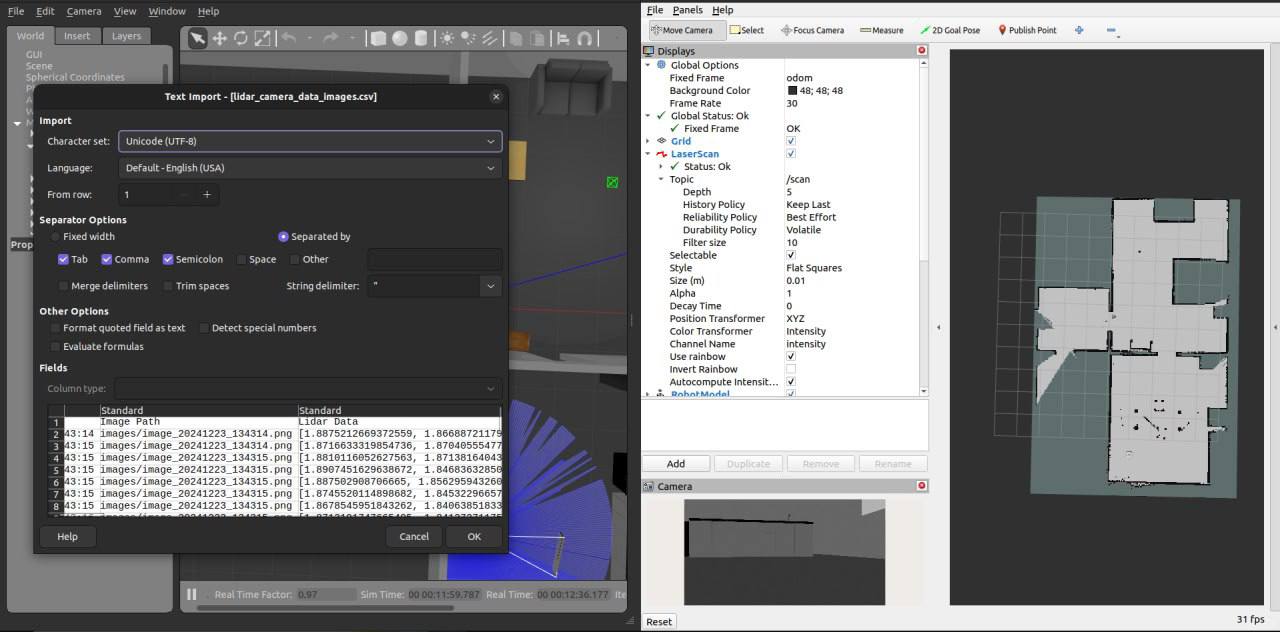 File Edit Camera View Window Help
World Insert Layers
GUI
Scene
Spherical Coordinates
Text Import - [lidar_camera_data_images.csv]
Import
Character set: Unicode (UTF-8)
Language: Default - English (USA)
From row: 1
Separator Options
Fixed width Separated by
Tab Comma Semicolon Space Other
Merge delimiters Trim spaces String delimiter: "
Other Options
Format quoted field as text Detect special numbers
Evaluate formulas
Fields
Column type:
Standard Standard
1 Image Path Lidar Data
2 43:14 images/image_20241223_134314.png [1.8875212669372559, 1.86868721179
3 43:15 images/image_20241223_134314.png [1.8716633319854736, 1.87040555477
4 43:15 images/image_20241223_134315.png [1.8810116052627563, 1.87138164043
5 43:15 images/image_20241223_134315.png [1.8907451629638672, 1.84683632850
6 43:15 images/image_20241223_134315.png [1.887502908706665, 1.856295943260
7 43:15 images/image_20241223_134315.png [1.8745520114898682, 1.84532296657
8 43:15 images/image_20241223_134315.png [1.8678545951843262, 1.84063851833
Help Cancel OK
Prop
Real Time Factor: 0.97 Sim Time: 00 00:11:59.787 Real Time: 00 00:12:36.177 Ite
File Panels Help
Move Camera Select Focus Camera Measure 2D Goal Pose Publish Point
Displays
Global Options
Fixed Frame odom
Background Color 48; 48; 48
Frame Rate 30
Global Status: Ok
Fixed Frame OK
Grid
LaserScan
Status: Ok
Topic /scan
Depth 5
History Policy Keep Last
Reliability Policy Best Effort
Durability Policy Volatile
Filter size 10
Selectable
Style Flat Squares
Size (m) 0.01
Alpha 1
Decay Time 0
Position Transformer XYZ
Color Transformer Intensity
Channel Name intensity
Use rainbow
Invert Rainbow
Autocompute Intensit...
RobotModel
Add Duplicate Remove Rename
Camera
Reset
31 fps